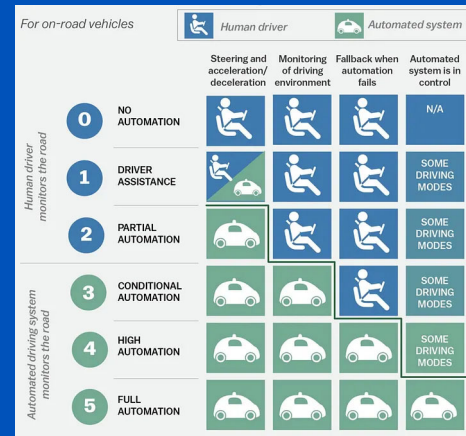 For on-road vehicles
Human driver
Automated system
Steering and
acceleration/
deceleration
Monitoring
of driving
environment
Fallback when
automation
fails
Automated
system is in
control
Human driver
monitors the road
0
NO
AUTOMATION
N/A
1
DRIVER
ASSISTANCE
SOME
DRIVING
MODES
2
PARTIAL
AUTOMATION
SOME
DRIVING
MODES
Automated driving system
monitors the road
3
CONDITIONAL
AUTOMATION
SOME
DRIVING
MODES
4
HIGH
AUTOMATION
SOME
DRIVING
MODES
5
FULL
AUTOMATION